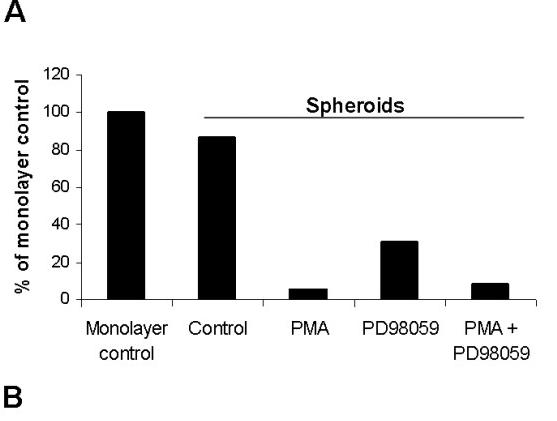 A
120
100
80
60
40
20
0
% of monolayer control
Spheroids
Monolayer
control
Control
PMA
PD98059
PMA +
PD98059
B